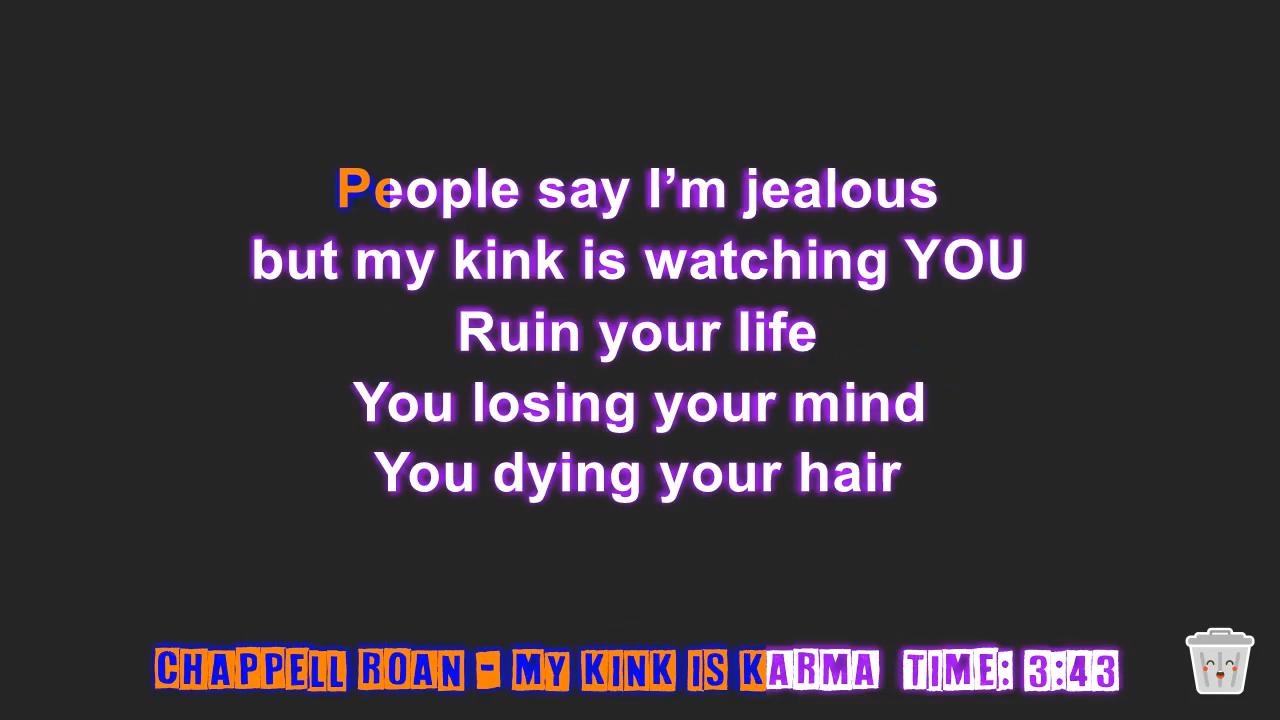 People say I’m jealous
but my kink is watching YOU
Ruin your life
You losing your mind
You dying your hair
CHAPPELL ROAN - MY KINK IS KARMA TIME: 3:43